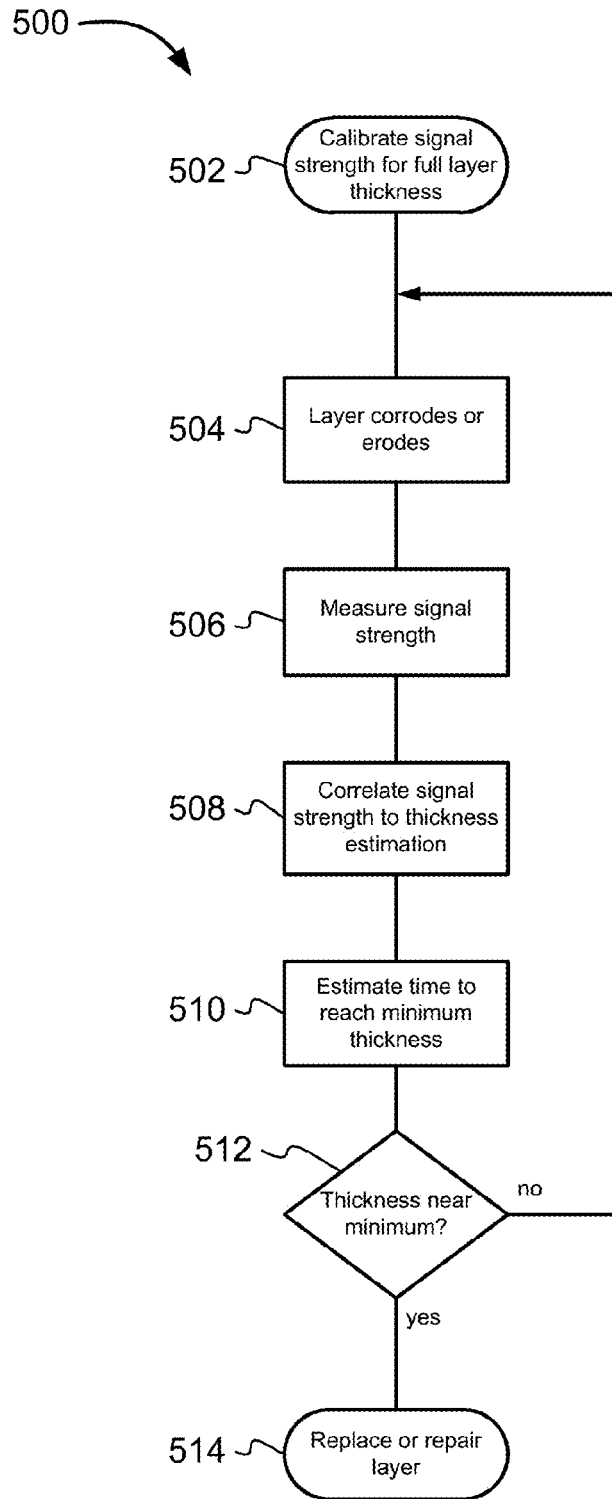 500
502
Calibrate signal
strength for full layer
thickness
504
Layer corrodes or
erodes
506
Measure signal
strength
508
Correlate signal
strength to thickness
estimation
510
Estimate time to
reach minimum
thickness
512
Thickness near
minimum?
no
yes
514
Replace or repair
layer